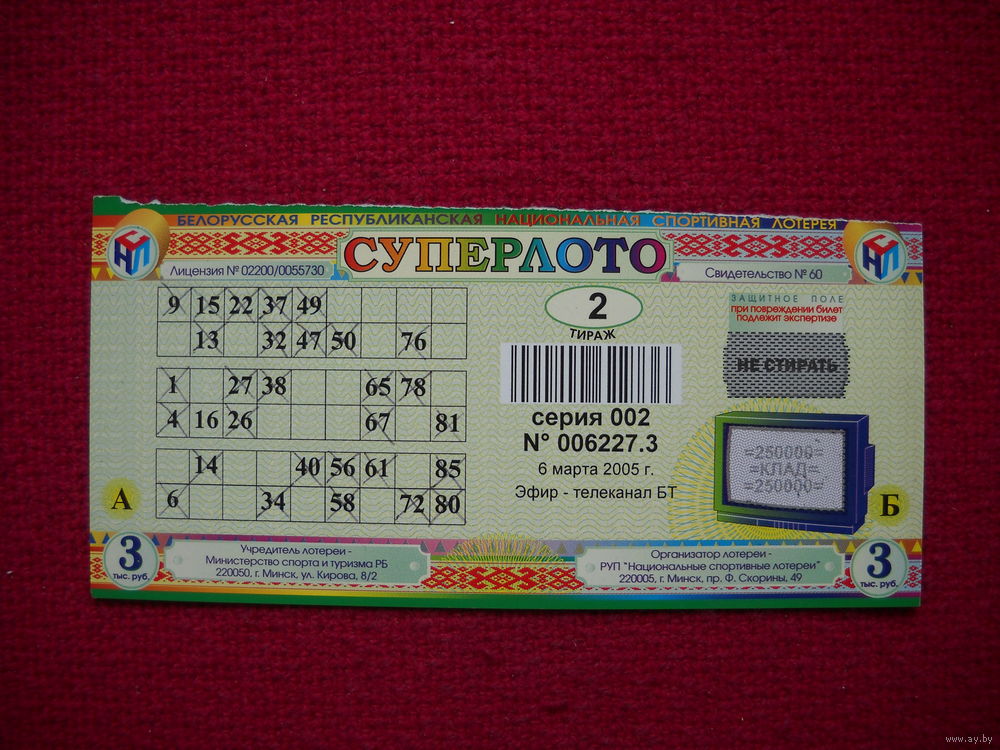 БЕЛОРУССКАЯ РЕСПУБЛИКАНСКАЯ НАЦИОНАЛЬНАЯ СПОРТИВНАЯ ЛОТЕРЕЯ
СНЛ
СУПЕРЛОТО
СНЛ
Лицензия № 02200/0055730
Свидетельство № 60
9 15 22 37 49
13 32 47 50 76
1 27 38 65 78
4 16 26 67 81
14 40 56 61 85
6 34 58 72 80
А
2
ТИРАЖ
серия 002
N° 006227.3
6 марта 2005 г.
Эфир - телеканал БТ
ЗАЩИТНОЕ ПОЛЕ
при повреждении билет
подлежит экспертизе
НЕ СТИРАТЬ
=250000=
=КЛАД=
=250000=
Б
3
тыс. руб.
Учредитель лотереи -
Министерство спорта и туризма РБ
220050, г. Минск, ул. Кирова, 8/2
Организатор лотереи -
РУП "Национальные спортивные лотереи"
220005, г. Минск, пр. Ф. Скорины, 49
3
тыс. руб.
www.ay.by